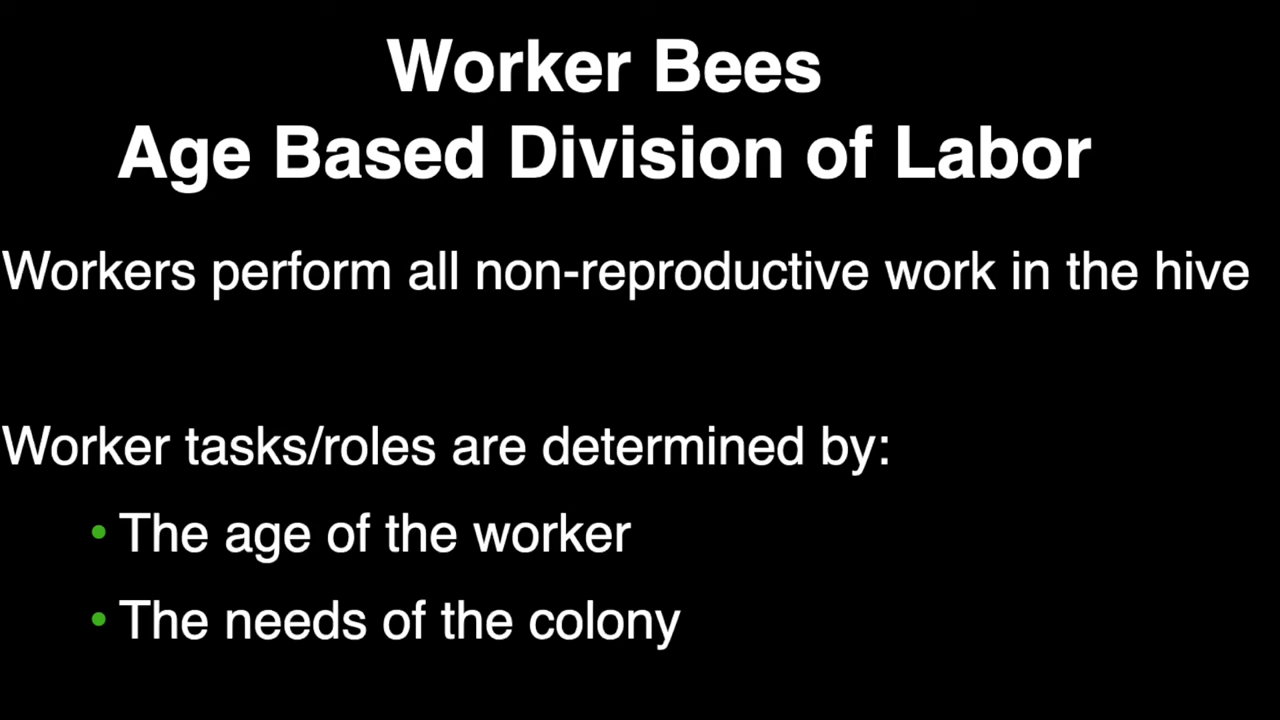 Worker Bees
Age Based Division of Labor
Workers perform all non-reproductive work in the hive
Worker tasks/roles are determined by:
• The age of the worker
• The needs of the colony